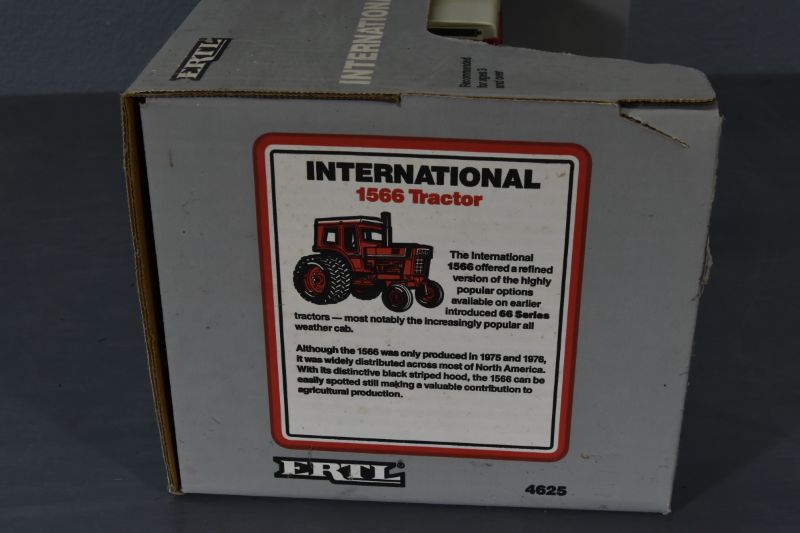 ERTL
INTERNATIONAL
Recommended
for ages 3
and over
INTERNATIONAL
1566 Tractor
The International
1566 offered a refined
version of the highly
popular options
available on earlier
introduced 66 Series
tractors — most notably the increasingly popular all
weather cab.
Although the 1566 was only produced in 1975 and 1976,
it was widely distributed across most of North America.
With its distinctive black striped hood, the 1566 can be
easily spotted still making a valuable contribution to
agricultural production.
ERTL®
4625